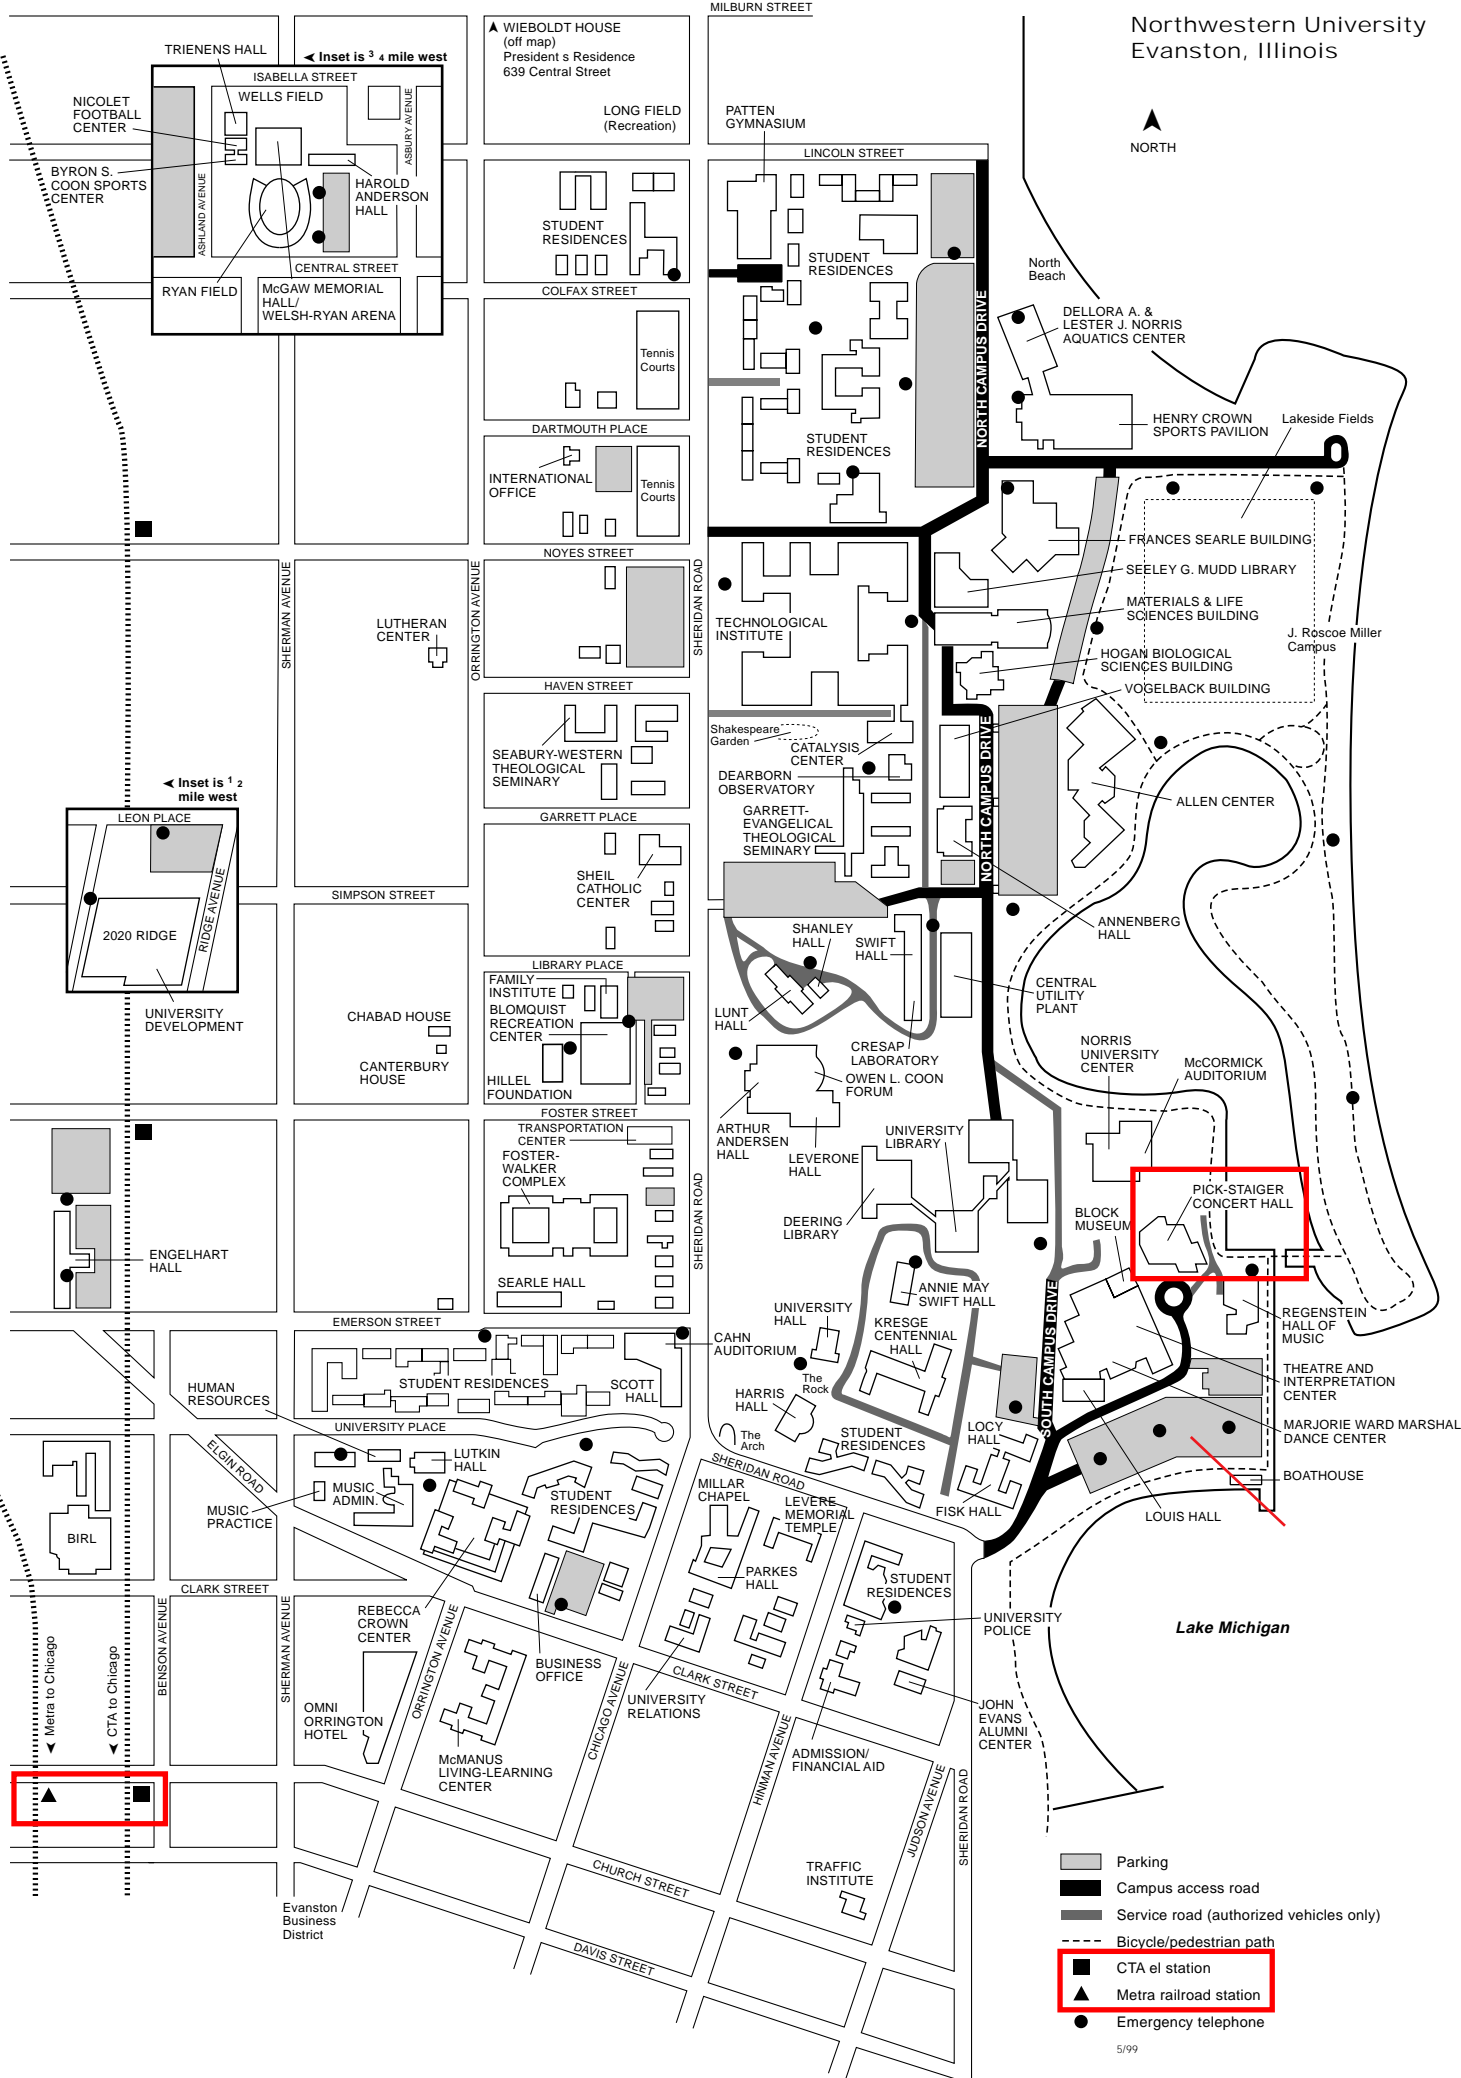 MILBURN STREET
Northwestern University
Evanston, Illinois
NORTH
WIEBOLDT HOUSE
(off map)
President s Residence
639 Central Street
LONG FIELD
(Recreation)
PATTEN
GYMNASIUM
LINCOLN STREET
TRIENENS HALL
Inset is 3 4 mile west
ISABELLA STREET
WELLS FIELD
NICOLET
FOOTBALL
CENTER
BYRON S.
COON SPORTS
CENTER
ASHLAND AVENUE
ASBURY AVENUE
HAROLD
ANDERSON
HALL
CENTRAL STREET
RYAN FIELD
McGAW MEMORIAL
HALL/
WELSH-RYAN ARENA
STUDENT
RESIDENCES
COLFAX STREET
STUDENT
RESIDENCES
North
Beach
NORTH CAMPUS DRIVE
DELLORA A. &
LESTER J. NORRIS
AQUATICS CENTER
Tennis
Courts
DARTMOUTH PLACE
STUDENT
RESIDENCES
HENRY CROWN
SPORTS PAVILION
Lakeside Fields
INTERNATIONAL
OFFICE
Tennis
Courts
NOYES STREET
FRANCES SEARLE BUILDING
SEELEY G. MUDD LIBRARY
MATERIALS & LIFE
SCIENCES BUILDING
J. Roscoe Miller
Campus
SHERMAN AVENUE
ORRINGTON AVENUE
SHERIDAN ROAD
LUTHERAN
CENTER
TECHNOLOGICAL
INSTITUTE
HOGAN BIOLOGICAL
SCIENCES BUILDING
VOGELBACK BUILDING
HAVEN STREET
Shakespeare
Garden
CATALYSIS
CENTER
NORTH CAMPUS DRIVE
SEABURY-WESTERN
THEOLOGICAL
SEMINARY
DEARBORN
OBSERVATORY
ALLEN CENTER
GARRETT-
EVANGELICAL
THEOLOGICAL
SEMINARY
Inset is 1 2
mile west
LEON PLACE
GARRETT PLACE
SHEIL
CATHOLIC
CENTER
SIMPSON STREET
2020 RIDGE
RIDGE AVENUE
ANNENBERG
HALL
SHANLEY
HALL
SWIFT
HALL
LIBRARY PLACE
FAMILY
INSTITUTE
BLOMQUIST
RECREATION
CENTER
CENTRAL
UTILITY
PLANT
UNIVERSITY
DEVELOPMENT
CHABAD HOUSE
CANTERBURY
HOUSE
LUNT
HALL
CRESAP
LABORATORY
OWEN L. COON
FORUM
NORRIS
UNIVERSITY
CENTER
McCORMICK
AUDITORIUM
HILLEL
FOUNDATION
FOSTER STREET
TRANSPORTATION
CENTER
FOSTER-
WALKER
COMPLEX
ARTHUR
ANDERSEN
HALL
LEVERONE
HALL
UNIVERSITY
LIBRARY
SHERIDAN ROAD
DEERING
LIBRARY
BLOCK
MUSEUM
PICK-STAIGER
CONCERT HALL
ENGELHART
HALL
SEARLE HALL
ANNIE MAY
SWIFT HALL
SOUTH CAMPUS DRIVE
REGENSTEIN
HALL OF
MUSIC
EMERSON STREET
UNIVERSITY
HALL
KRESGE
CENTENNIAL
HALL
CAHN
AUDITORIUM
THEATRE AND
INTERPRETATION
CENTER
STUDENT RESIDENCES
SCOTT
HALL
The
Rock
HUMAN
RESOURCES
HARRIS
HALL
UNIVERSITY PLACE
LOCY
HALL
MARJORIE WARD MARSHAL
DANCE CENTER
The
Arch
STUDENT
RESIDENCES
ELGIN ROAD
LUTKIN
HALL
SHERIDAN ROAD
BOATHOUSE
MUSIC
ADMIN.
MUSIC
PRACTICE
STUDENT
RESIDENCES
MILLAR
CHAPEL
LEVERE
MEMORIAL
TEMPLE
FISK HALL
LOUIS HALL
BIRL
PARKES
HALL
STUDENT
RESIDENCES
CLARK STREET
REBECCA
CROWN
CENTER
UNIVERSITY
POLICE
Lake Michigan
Metra to Chicago
CTA to Chicago
BENSON AVENUE
SHERMAN AVENUE
ORRINGTON AVENUE
BUSINESS
OFFICE
CHICAGO AVENUE
CLARK STREET
UNIVERSITY
RELATIONS
OMNI
ORRINGTON
HOTEL
JOHN
EVANS
ALUMNI
CENTER
McMANUS
LIVING-LEARNING
CENTER
HINMAN AVENUE
ADMISSION/
FINANCIAL AID
JUDSON AVENUE
SHERIDAN ROAD
CHURCH STREET
TRAFFIC
INSTITUTE
Evanston
Business
District
DAVIS STREET
Parking
Campus access road
Service road (authorized vehicles only)
Bicycle/pedestrian path
CTA el station
Metra railroad station
Emergency telephone
5/99